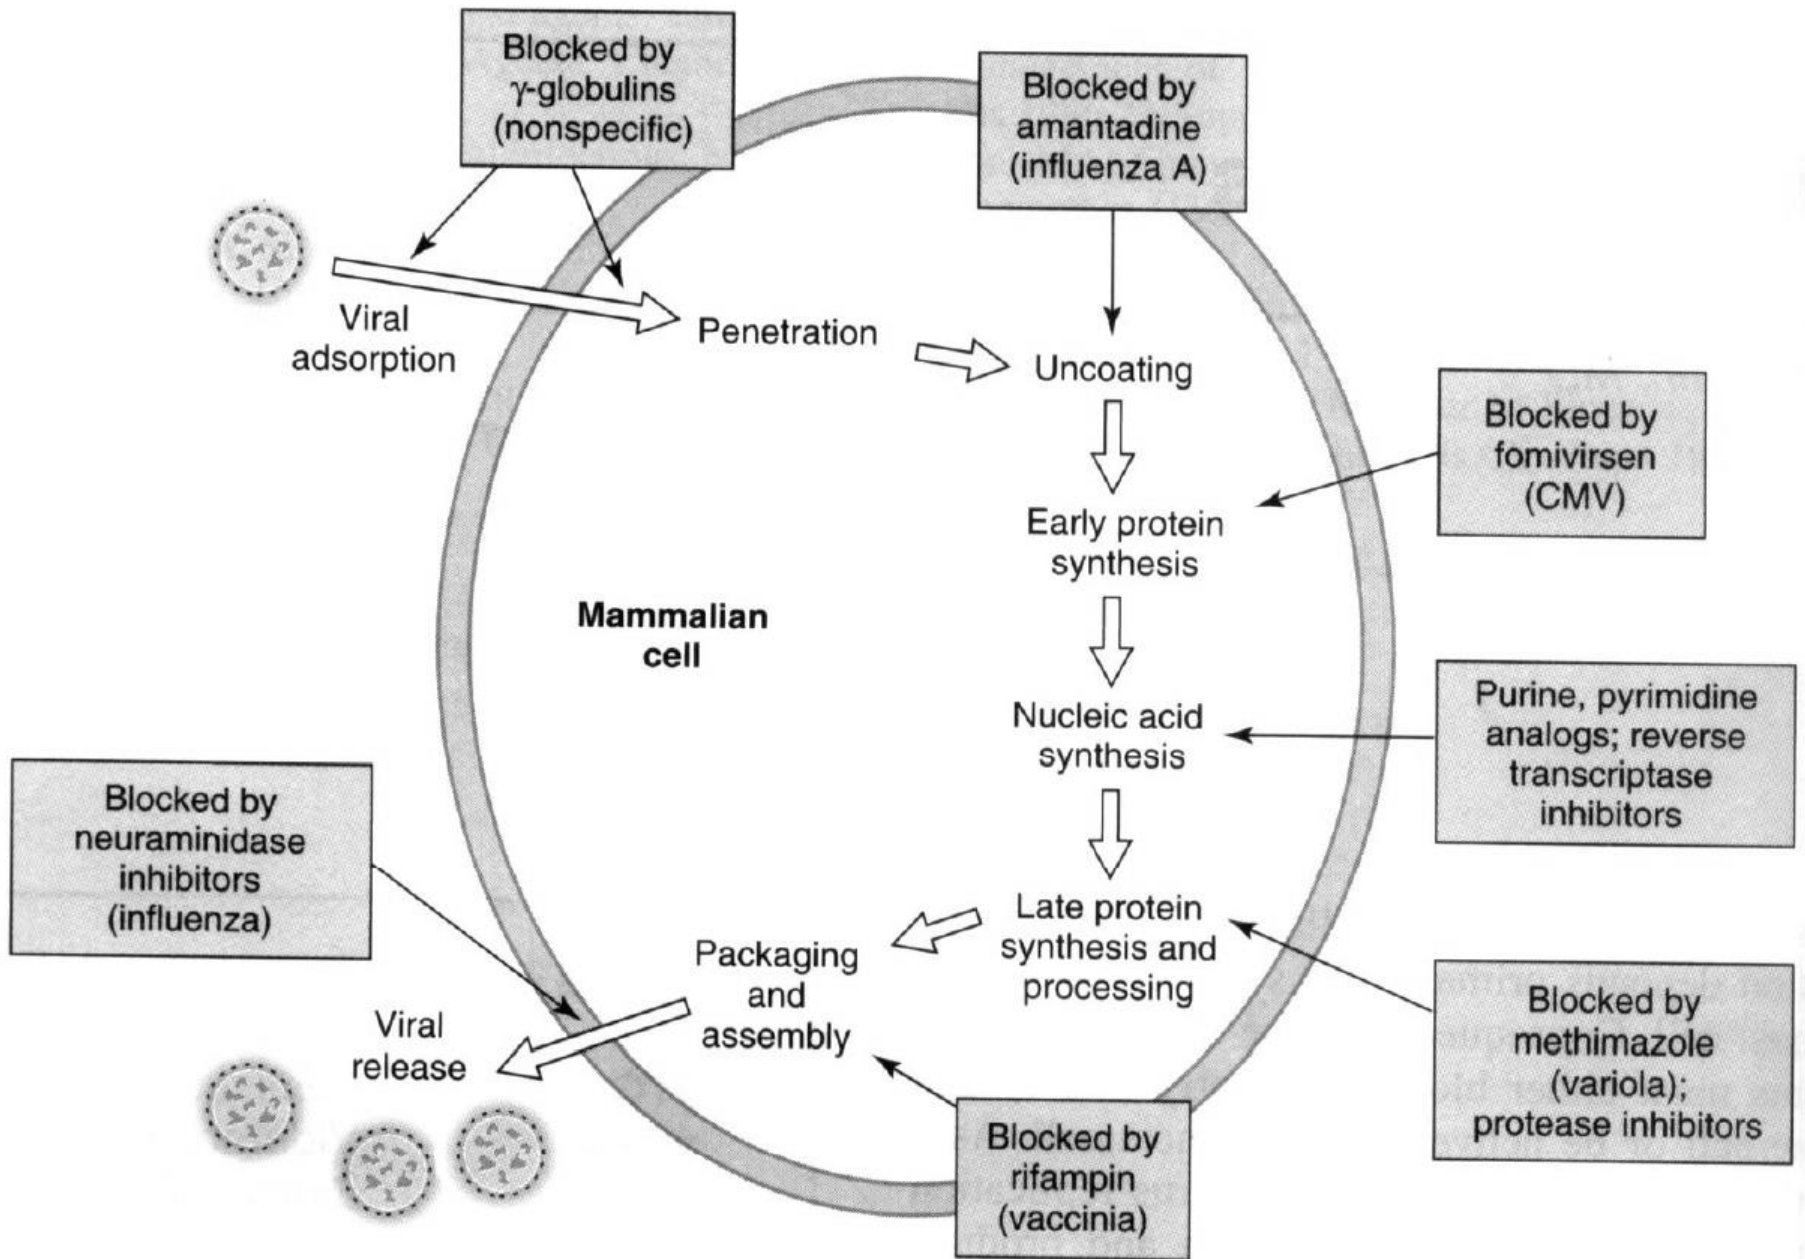 Blocked by
γ-globulins
(nonspecific)
Blocked by
amantadine
(influenza A)
Viral
adsorption
Penetration
Uncoating
Blocked by
fomivirsen
(CMV)
Early protein
synthesis
Mammalian
cell
Nucleic acid
synthesis
Purine, pyrimidine
analogs; reverse
transcriptase
inhibitors
Blocked by
neuraminidase
inhibitors
(influenza)
Late protein
synthesis and
processing
Packaging
and
assembly
Viral
release
Blocked by
methimazole
(variola);
protease inhibitors
Blocked by
rifampin
(vaccinia)